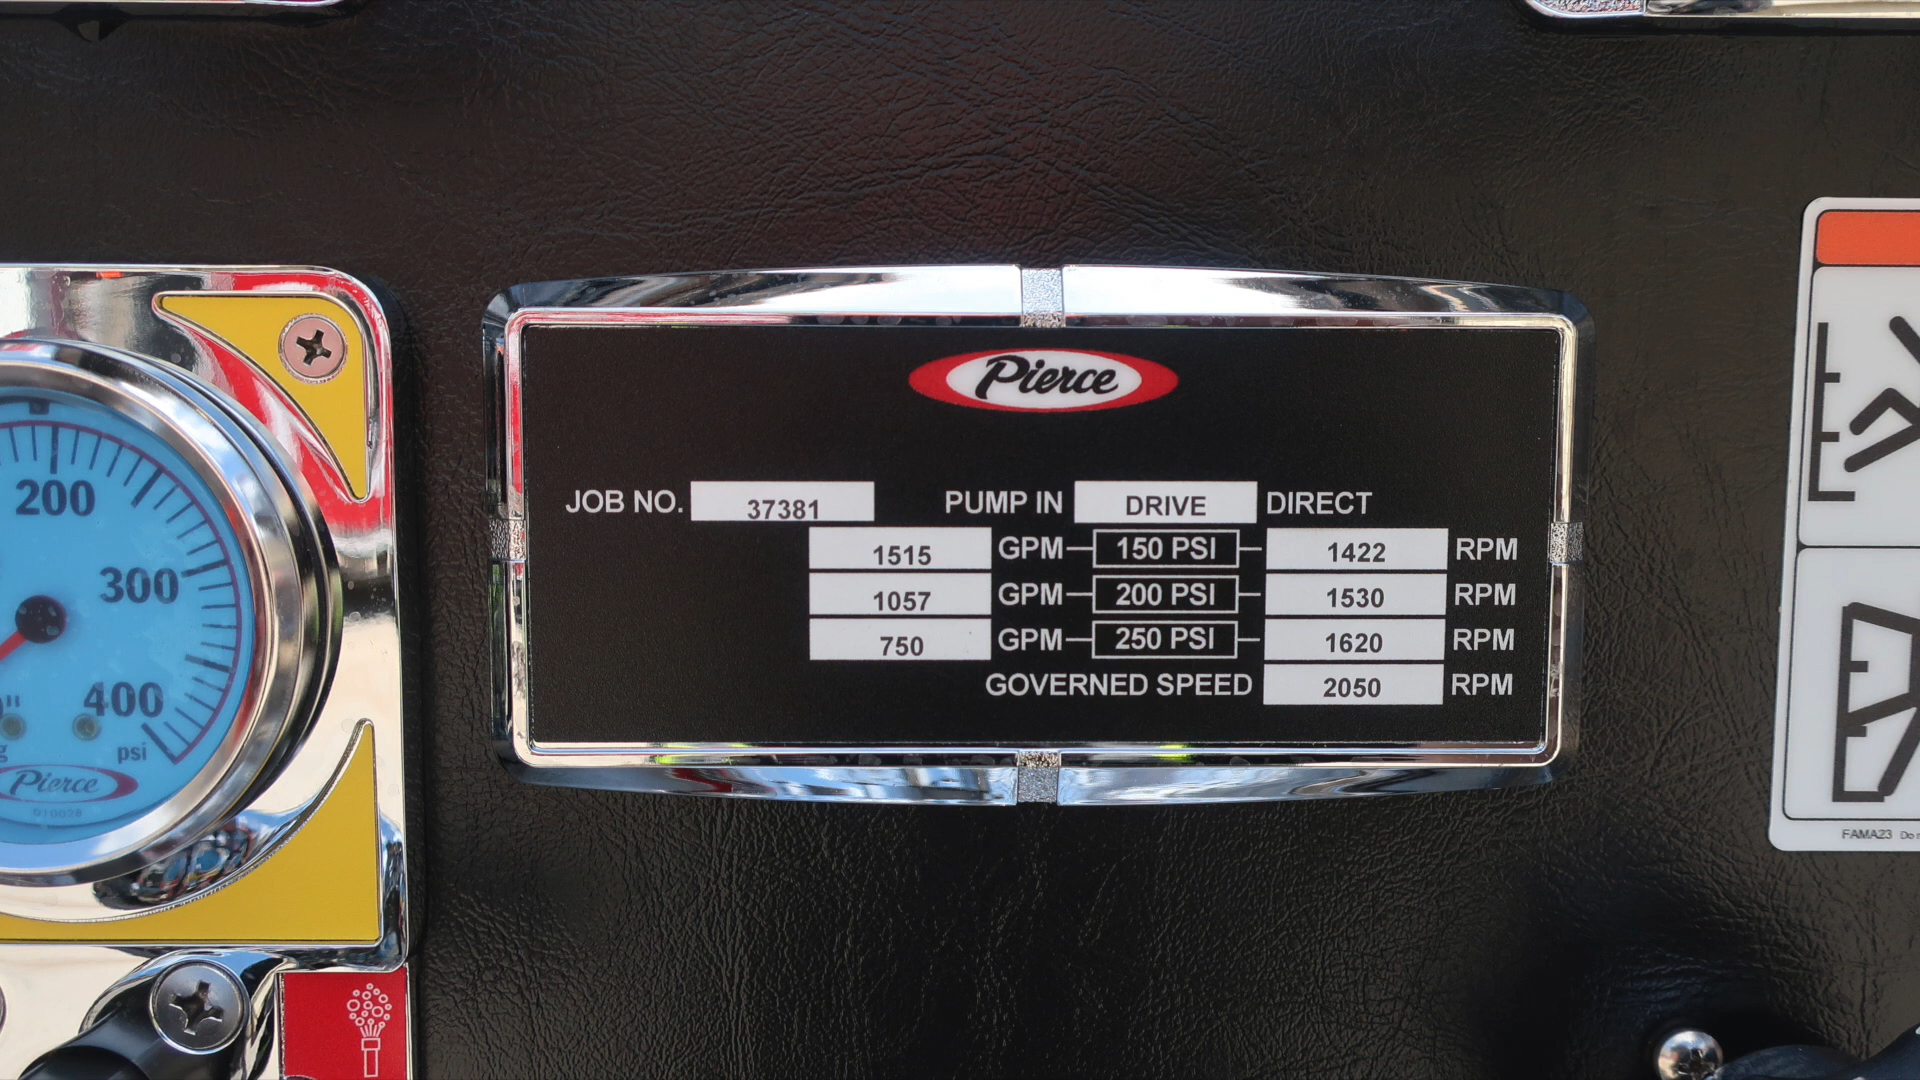 Pierce
JOB NO. 37381 PUMP IN DRIVE DIRECT
1515 GPM 150 PSI 1422 RPM
1057 GPM 200 PSI 1530 RPM
750 GPM 250 PSI 1620 RPM
GOVERNED SPEED 2050 RPM
200
300
400
psi
Pierce
FAMA23 Do